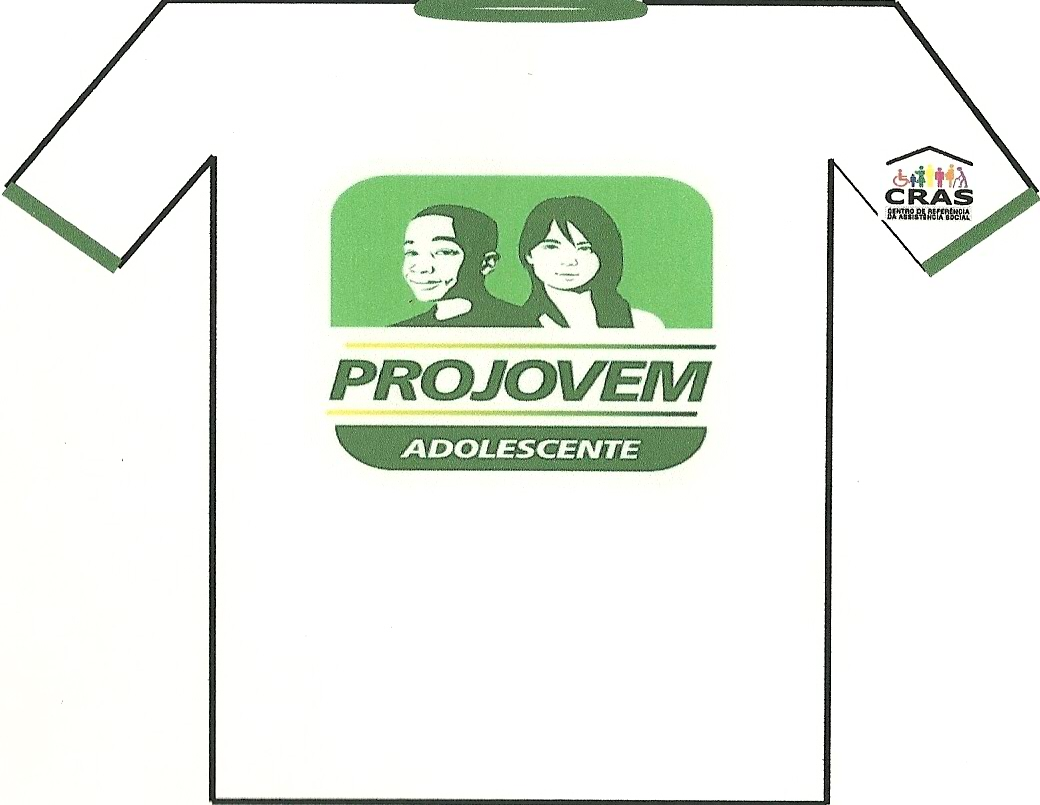 CRAS
CENTRO DE REFERÊNCIA
DA ASSISTÊNCIA SOCIAL
PROJOVEM
ADOLESCENTE